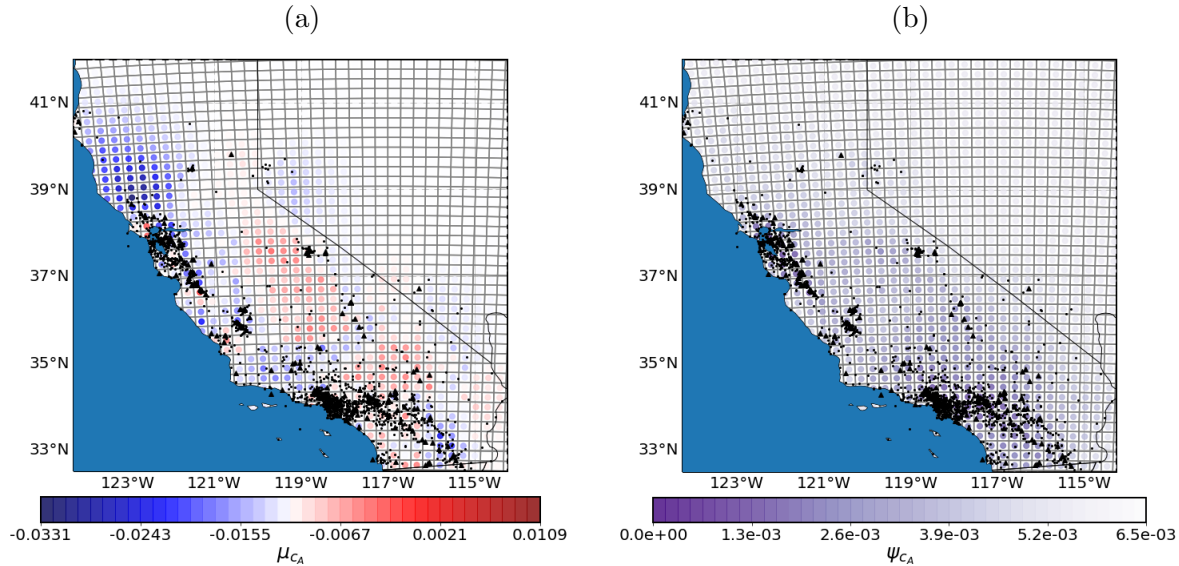 (a) (b)
41°N 41°N
39°N 39°N
37°N 37°N
35°N 35°N
33°N 33°N
123°W 121°W 119°W 117°W 115°W 123°W 121°W 119°W 117°W 115°W
-0.0331 -0.0243 -0.0155 -0.0067 0.0021 0.0109 0.0e+00 1.3e-03 2.6e-03 3.9e-03 5.2e-03 6.5e-03
μ_{c_A} ψ_{c_A}